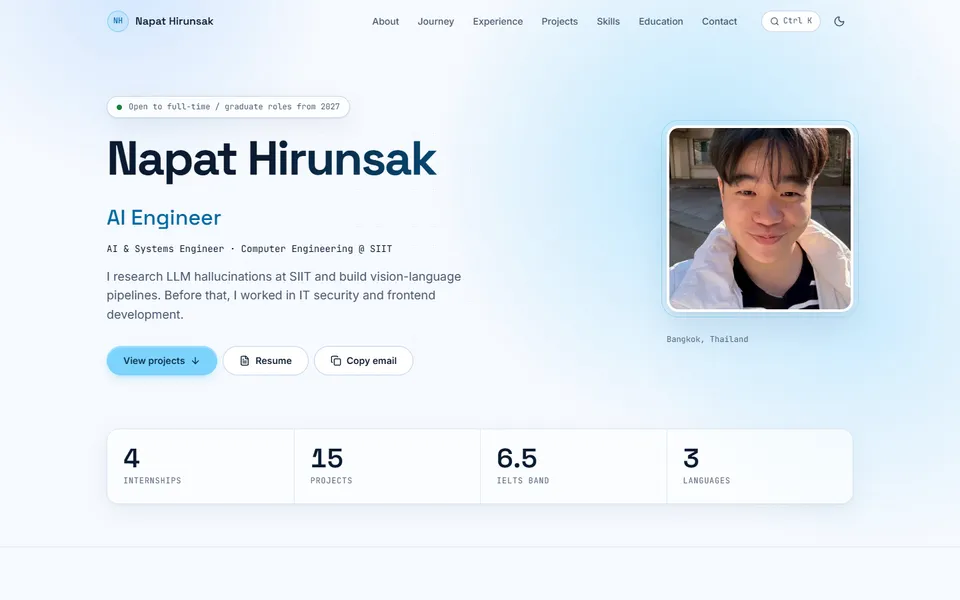 NH Napat Hirunsak About Journey Experience Projects Skills Education Contact Ctrl K
Open to full-time / graduate roles from 2027
Napat Hirunsak
AI Engineer
AI & Systems Engineer · Computer Engineering @ SIIT
I research LLM hallucinations at SIIT and build vision-language
pipelines. Before that, I worked in IT security and frontend
development.
View projects ↓ Resume Copy email
Bangkok, Thailand
4 15 6.5 3
INTERNSHIPS PROJECTS IELTS BAND LANGUAGES